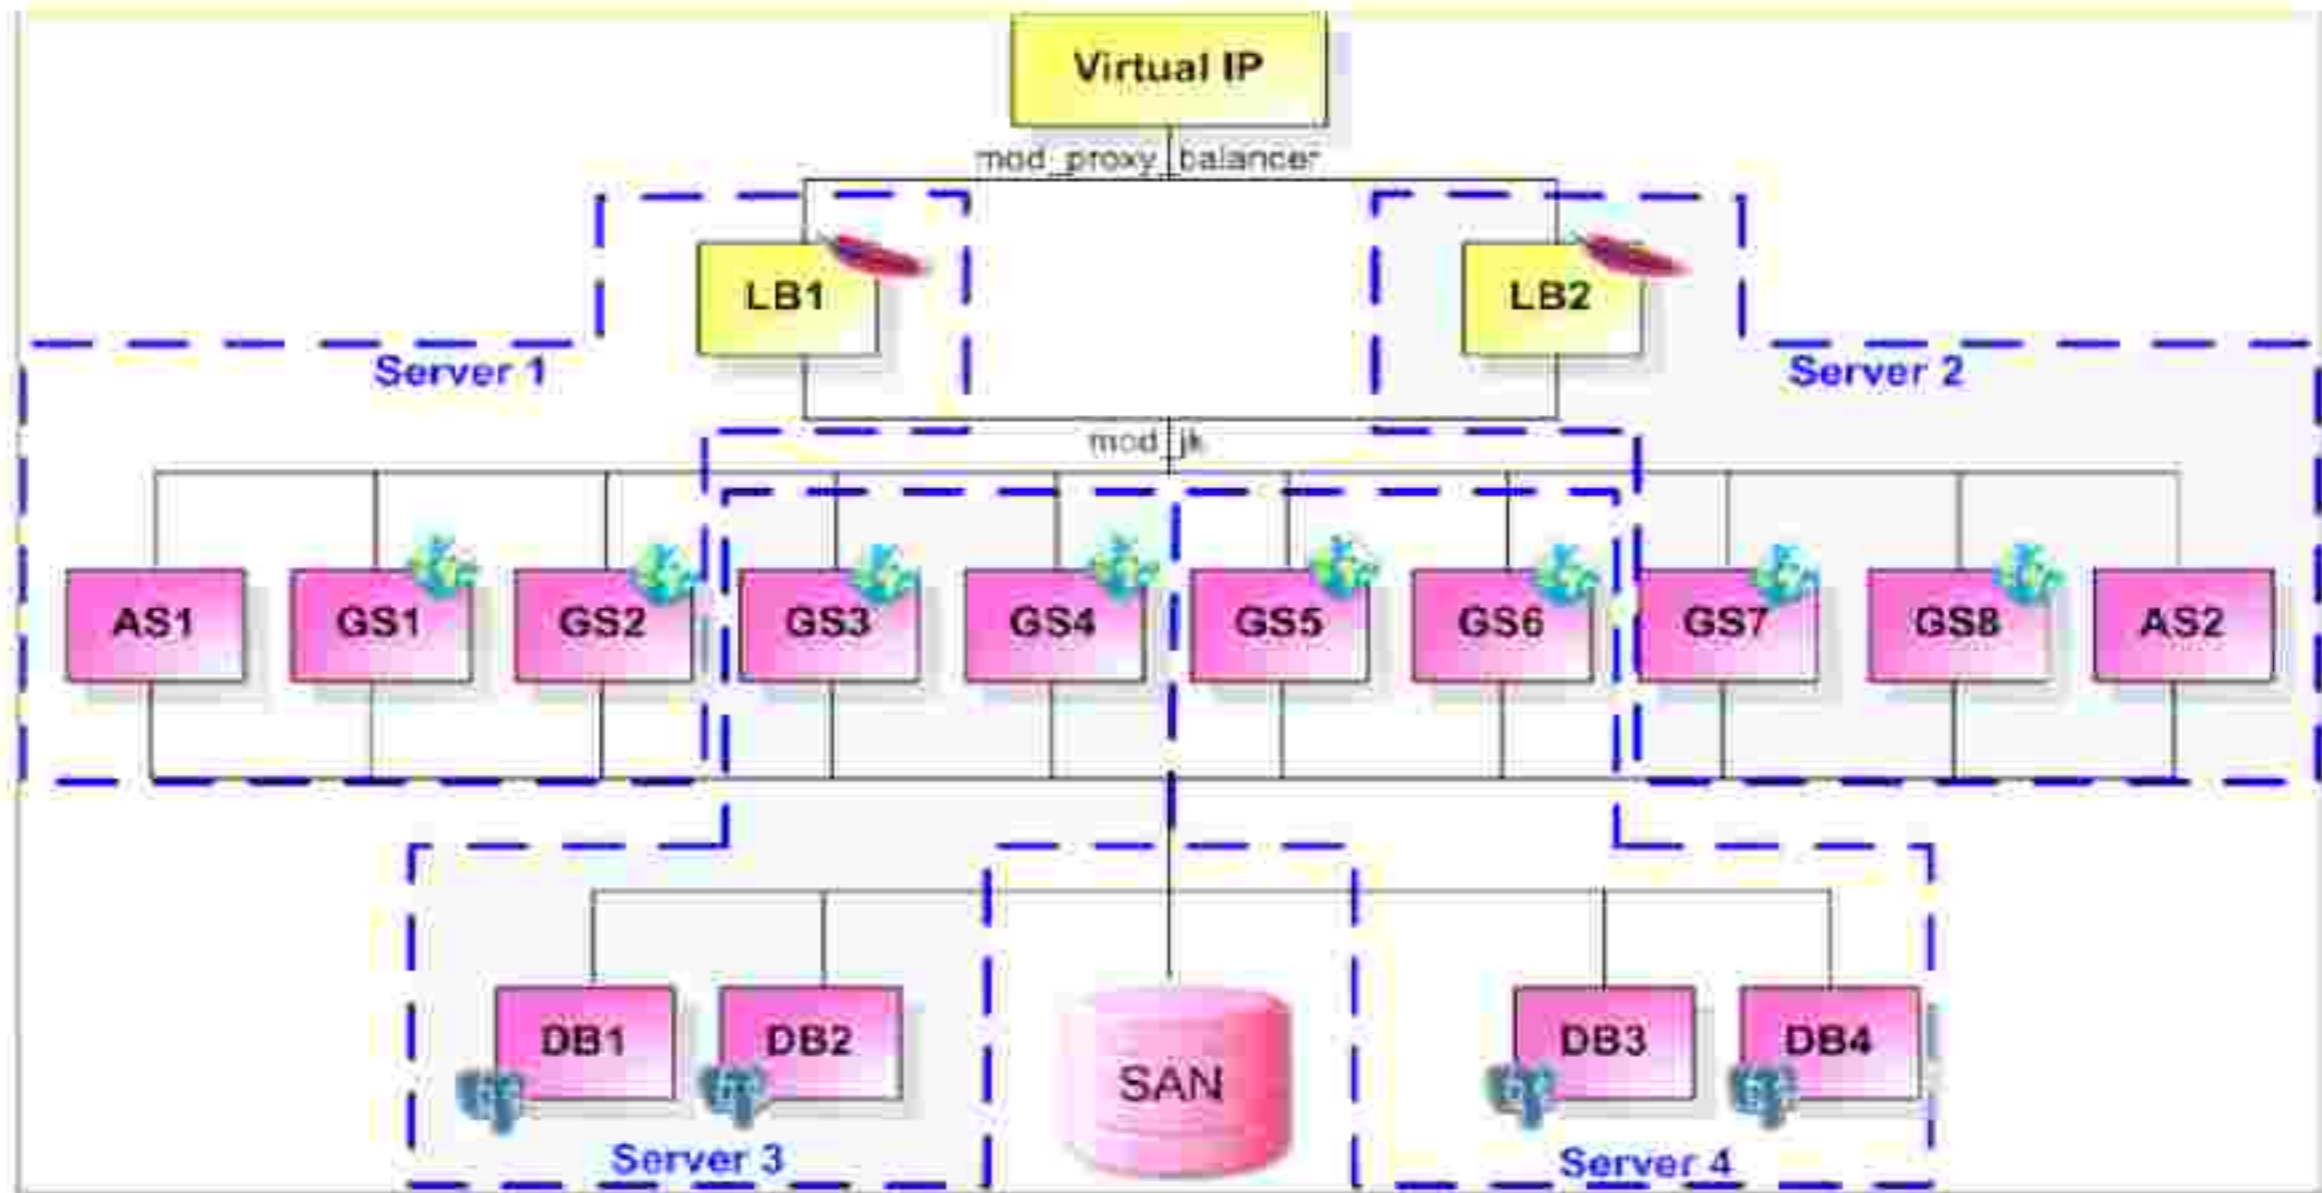 Virtual IP
mod_proxy_balancer
LB1
LB2
Server 1
Server 2
mod_jk
AS1
GS1
GS2
GS3
GS4
GS5
GS6
GS7
GS8
AS2
DB1
DB2
SAN
DB3
DB4
Server 3
Server 4